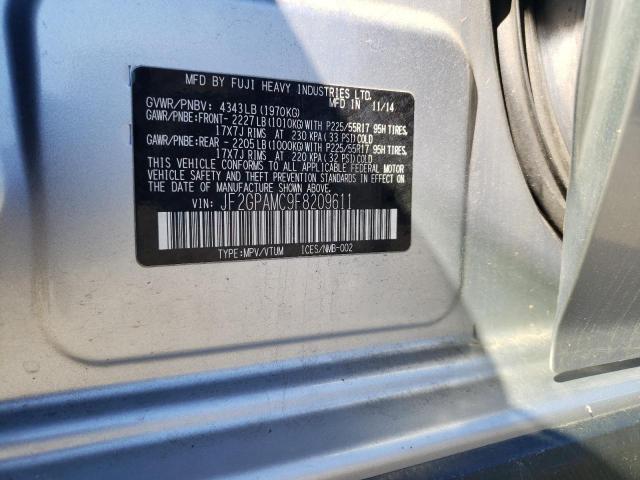 MFD BY FUJI HEAVY INDUSTRIES LTD.
GVWR/PNBV: 4343LB (1970KG) MFD IN 11/14
GAWR/PNBE:FRONT- 2227LB (1010KG) WITH P225/55R17 95H TIRES,
17X7J RIMS AT 230 KPA (33 PSI) COLD
GAWR/PNBE:REAR - 2205LB (1000KG) WITH P225/55R17 95H TIRES,
17X7J RIMS AT 220 KPA (32 PSI) COLD
THIS VEHICLE CONFORMS TO ALL APPLICABLE FEDERAL MOTOR
VEHICLE SAFETY AND THEFT PREVENTION STANDARDS IN EFFECT
ON THE DATE OF MANUFACTURE SHOWN ABOVE.
VIN: JF2GPAMC9F8209611
TYPE:MPV/VTUM ICES/NMB-002